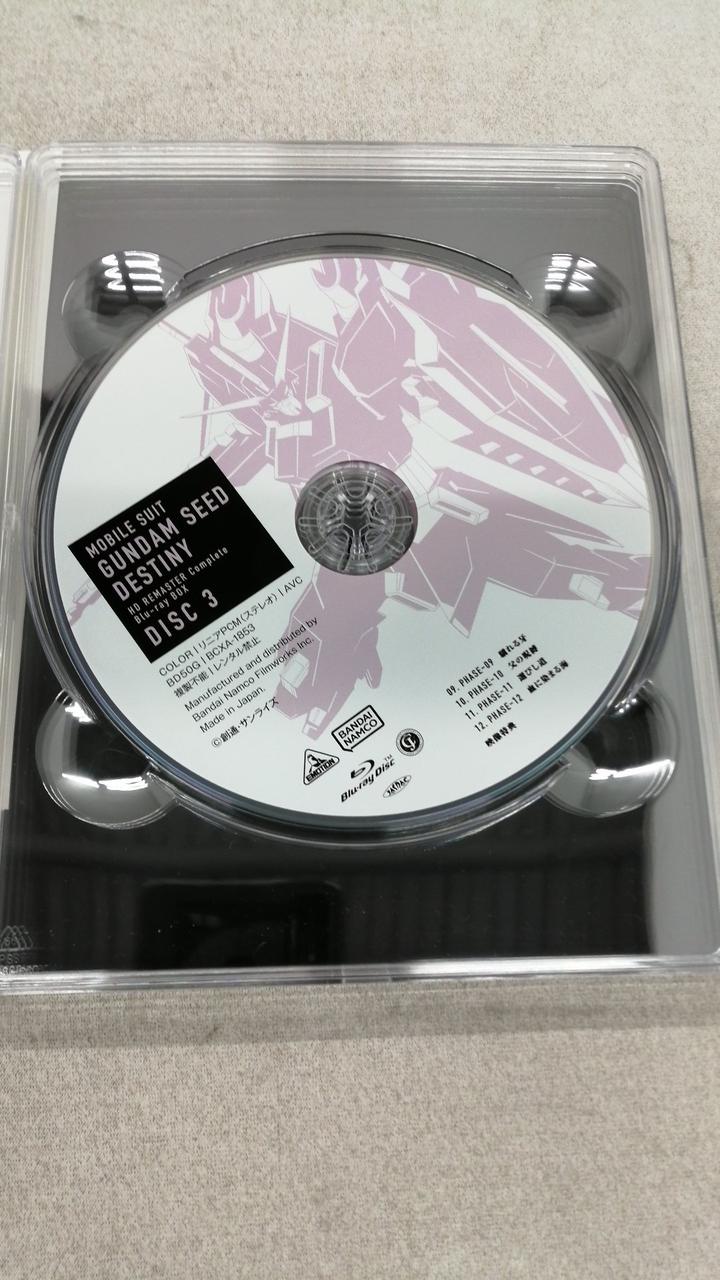 MOBILE SUIT
GUNDAM SEED
DESTINY
HD REMASTER Complete
Blu-ray BOX
DISC 3
COLOR | リニアPCM(ステレオ) | AVC
BD50G | BCXA-1853
複製不能 | レンタル禁止
Manufactured and distributed by
Bandai Namco Filmworks Inc.
Made in Japan.
©創通・サンライズ
EMOTION
BANDAI
NAMCO
Blu-ray Disc™
JASRAC
09. PHASE-09 驕れる牙
10. PHASE-10 父の呪縛
11. PHASE-11 選びし道
12. PHASE-12 血に染まる海
映像特典